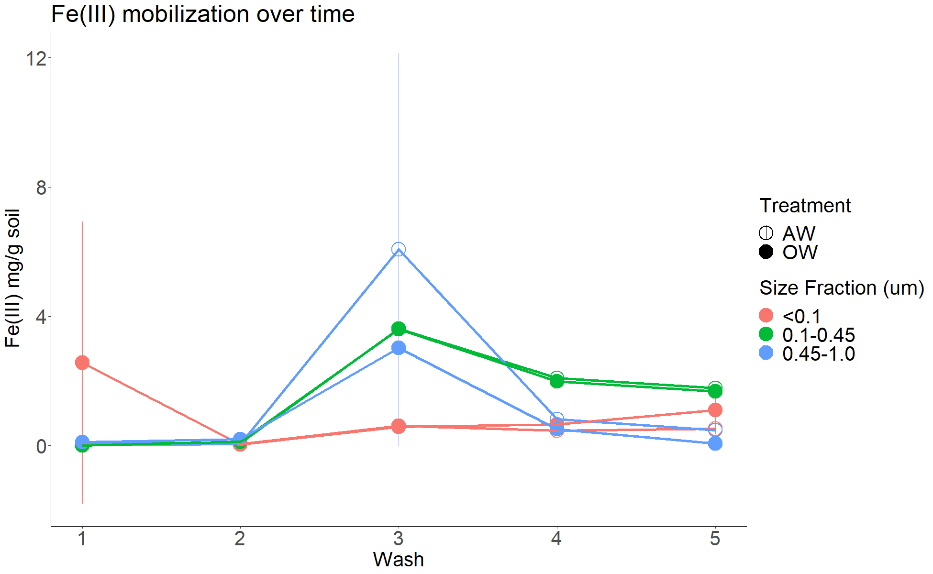 Fe(III) mobilization over time
12
8
4
0
Fe(III) mg/g soil
1 2 3 4 5
Wash
Treatment
AW
OW
Size Fraction (um)
<0.1
0.1-0.45
0.45-1.0